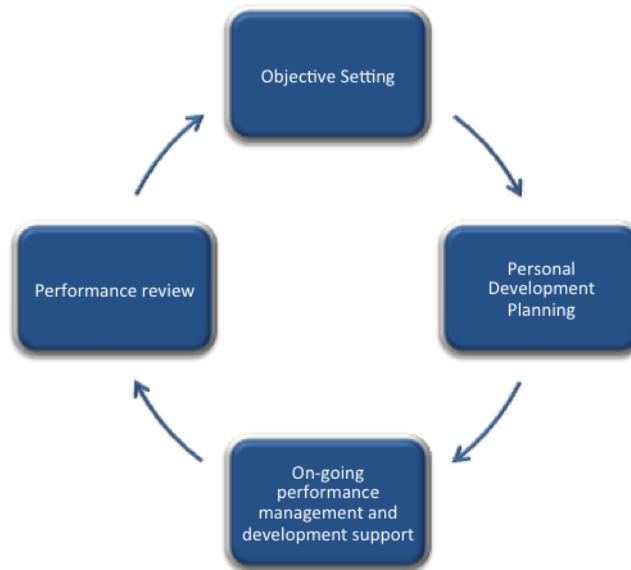 Objective Setting
Personal
Development
Planning
On-going
performance
management and
development support
Performance review